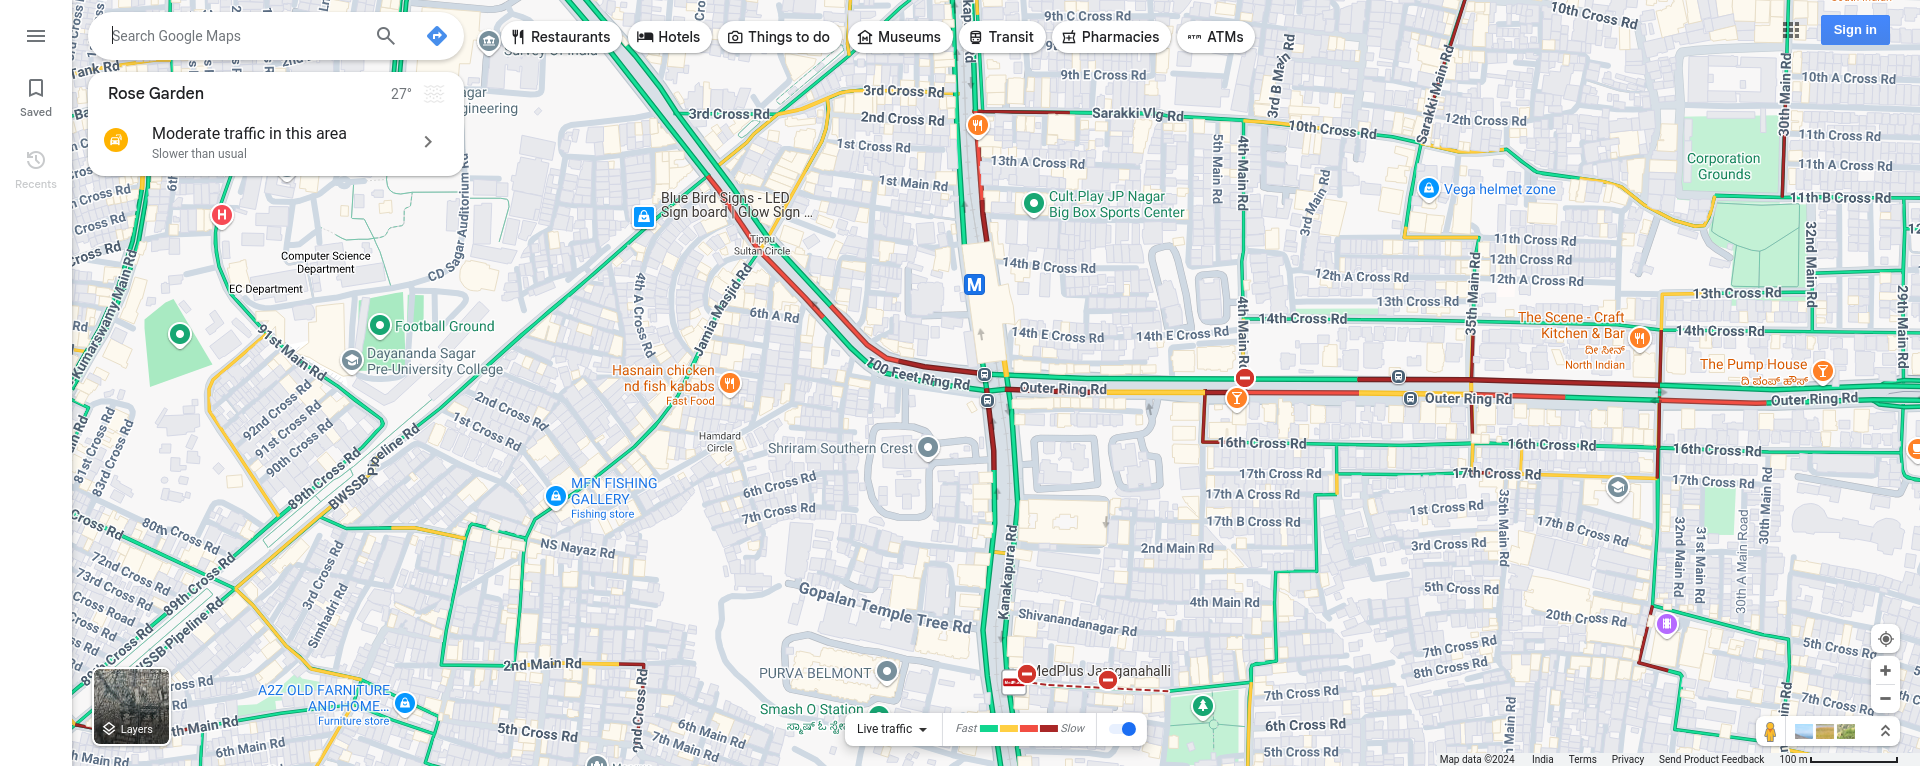 Search Google Maps
Restaurants
Hotels
Things to do
Museums
Transit
Pharmacies
ATMs
Sign in
Saved
Recents
Rose Garden
27°
Moderate traffic in this area
Slower than usual
9th C Cross Rd
10th Cross Rd
Tank Rd
3rd Cross Rd
3rd Cross Rd
2nd Cross Rd
1st Cross Rd
1st Main Rd
9th E Cross Rd
Sarakki Vlg Rd
10th Cross Rd
13th A Cross Rd
3rd B Main Rd
Sarakki Main Rd
30th Main Rd
10th A Cross Rd
11th Cross Rd
11th A Cross Rd
11th B Cross Rd
Corporation
Grounds
Vega helmet zone
Cult.Play JP Nagar
Big Box Sports Center
5th Main Rd
4th Main Rd
3rd Main Rd
Blue Bird Signs - LED
Sign board | Glow Sign ...
Tippu
Sultan Circle
Computer Science
Department
EC Department
CD Sagar Auditorium Rd
Kumaraswamy Main Rd
Football Ground
Dayananda Sagar
Pre-University College
91st Main Rd
4th A Cross Rd
Jamia Masjid Rd
6th A Rd
14th B Cross Rd
14th E Cross Rd
14th E Cross Rd
11th Cross Rd
12th Cross Rd
12th A Cross Rd
13th Cross Rd
13th Cross Rd
14th Cross Rd
14th Cross Rd
32nd Main Rd
29th Main Rd
35th Main Rd
4th Main Rd
The Scene - Craft
Kitchen & Bar
ದೀ ಸೀನ್
North Indian
The Pump House
ದಿ ಪಂಪ್ ಹೌಸ್
Hasnain chicken
nd fish kababs
Fast Food
100 Feet Ring Rd
Outer Ring Rd
Outer Ring Rd
Outer Ring Rd
2nd Cross Rd
1st Cross Rd
92nd Cross Rd
91st Cross Rd
90th Cross Rd
89th Cross Rd
BWSSB Pipeline Rd
81st Cross Rd
83rd Cross Rd
Hamdard
Circle
Shriram Southern Crest
16th Cross Rd
16th Cross Rd
16th Cross Rd
17th Cross Rd
17th Cross Rd
17th A Cross Rd
17th B Cross Rd
17th B Cross Rd
MFN FISHING
GALLERY
Fishing store
6th Cross Rd
7th Cross Rd
1st Cross Rd
3rd Cross Rd
5th Cross Rd
35th Main Rd
32nd Main Rd
31st Main Rd
30th A Main Road
30th Main Rd
80th Cross Rd
72nd Cross Rd
73rd Cross Rd
89th Cross Rd
NS Nayaz Rd
3rd Cross Rd
Simhadri Rd
2nd Main Rd
4th Main Rd
Kanakapura Rd
Gopalan Temple Tree Rd
Shivanandanagar Rd
20th Cross Rd
7th Cross Rd
8th Cross Rd
5th Cross Rd
2nd Main Rd
PURVA BELMONT
MedPlus Jaraganahalli
Smash O Station
A2Z OLD FARNITURE
AND HOME...
Furniture store
5th Cross Rd
2nd Cross Rd
6th Main Rd
7th Main Rd
6th Cross Rd
7th Cross Rd
5th Cross Rd
Layers
Live traffic
Fast
Slow
Map data ©2024
India
Terms
Privacy
Send Product Feedback
100 m